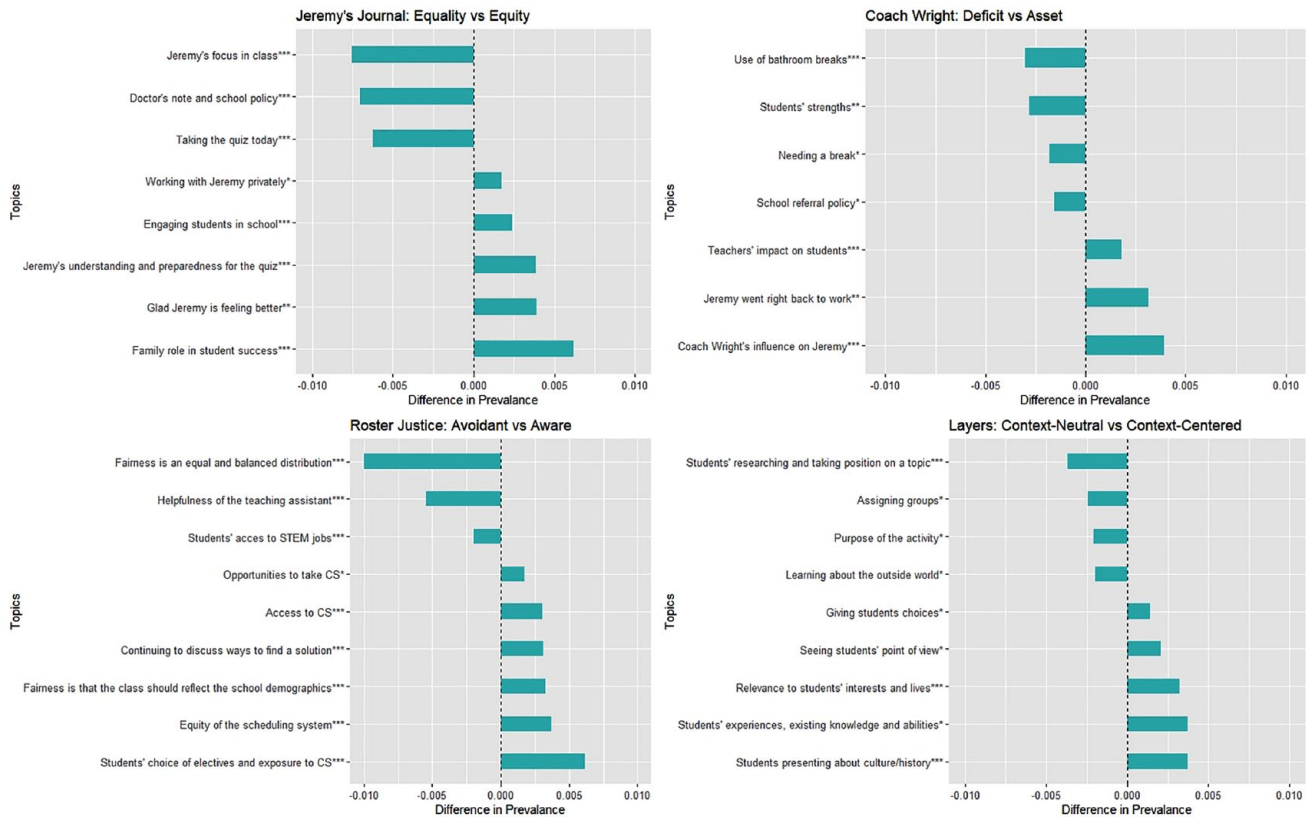 Jeremy's Journal: Equality vs Equity
Topics
Jeremy's focus in class***
Doctor's note and school policy***
Taking the quiz today***
Working with Jeremy privately*
Engaging students in school***
Jeremy's understanding and preparedness for the quiz***
Glad Jeremy is feeling better**
Family role in student success***
-0.010 -0.005 0.000 0.005 0.010
Difference in Prevalance
Coach Wright: Deficit vs Asset
Topics
Use of bathroom breaks***
Students' strengths**
Needing a break*
School referral policy*
Teachers' impact on students***
Jeremy went right back to work**
Coach Wright's influence on Jeremy***
-0.010 -0.005 0.000 0.005 0.010
Difference in Prevalance
Roster Justice: Avoidant vs Aware
Topics
Fairness is an equal and balanced distribution***
Helpfulness of the teaching assistant***
Students' acces to STEM jobs***
Opportunities to take CS*
Access to CS***
Continuing to discuss ways to find a solution***
Fairness is that the class should reflect the school demographics***
Equity of the scheduling system***
Students' choice of electives and exposure to CS***
-0.010 -0.005 0.000 0.005 0.010
Difference in Prevalance
Layers: Context-Neutral vs Context-Centered
Topics
Students' researching and taking position on a topic***
Assigning groups*
Purpose of the activity*
Learning about the outside world*
Giving students choices*
Seeing students' point of view*
Relevance to students' interests and lives***
Students' experiences, existing knowledge and abilities*
Students presenting about culture/history***
-0.010 -0.005 0.000 0.005 0.010
Difference in Prevalance